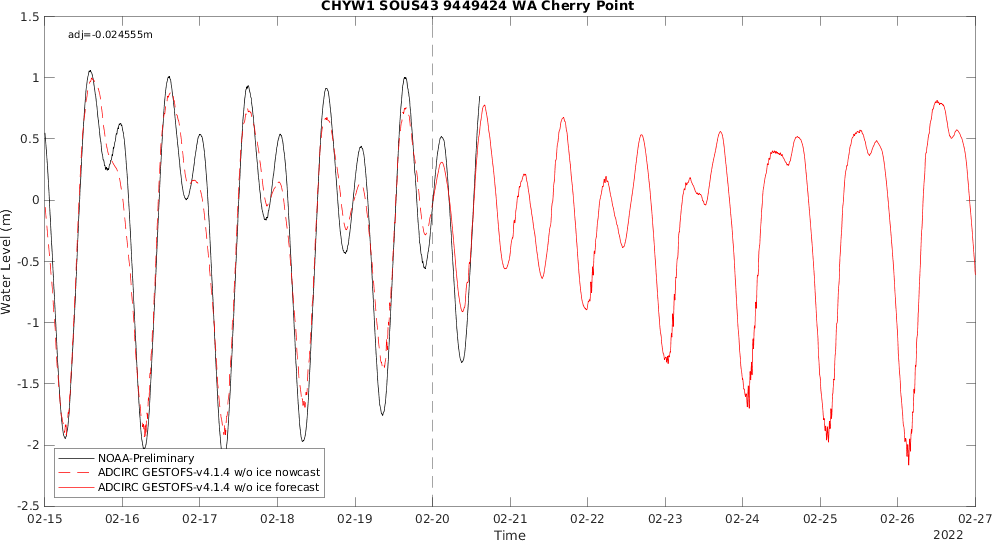 CHYW1 SOUS43 9449424 WA Cherry Point
adj=-0.024555m
1.5
1
0.5
0
-0.5
-1
-1.5
-2
-2.5
Water Level (m)
NOAA-Preliminary
ADCIRC GESTOFS-v4.1.4 w/o ice nowcast
ADCIRC GESTOFS-v4.1.4 w/o ice forecast
02-15 02-16 02-17 02-18 02-19 02-20 02-21 02-22 02-23 02-24 02-25 02-26 02-27
Time
2022